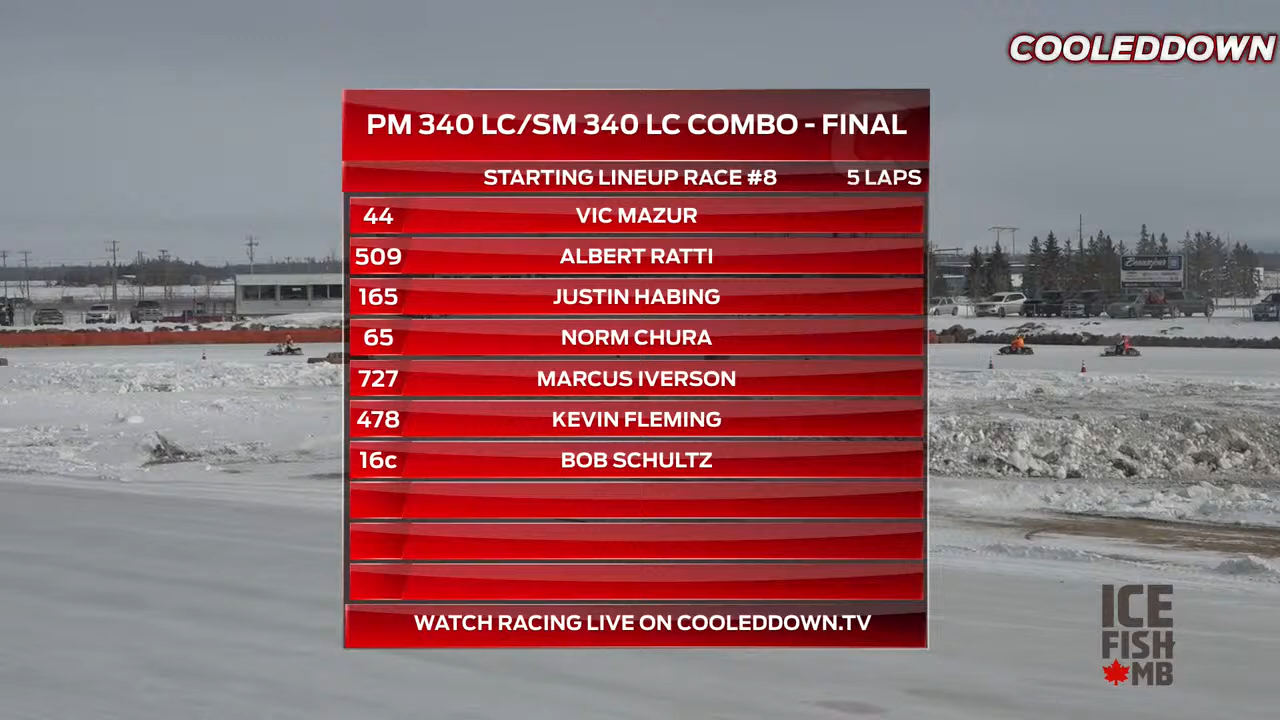 COOLEDDOWN
PM 340 LC/SM 340 LC COMBO - FINAL
STARTING LINEUP RACE #8 5 LAPS
44 VIC MAZUR
509 ALBERT RATTI
165 JUSTIN HABING
65 NORM CHURA
727 MARCUS IVERSON
478 KEVIN FLEMING
16c BOB SCHULTZ
WATCH RACING LIVE ON COOLEDDOWN.TV
ICE
FISH
MB